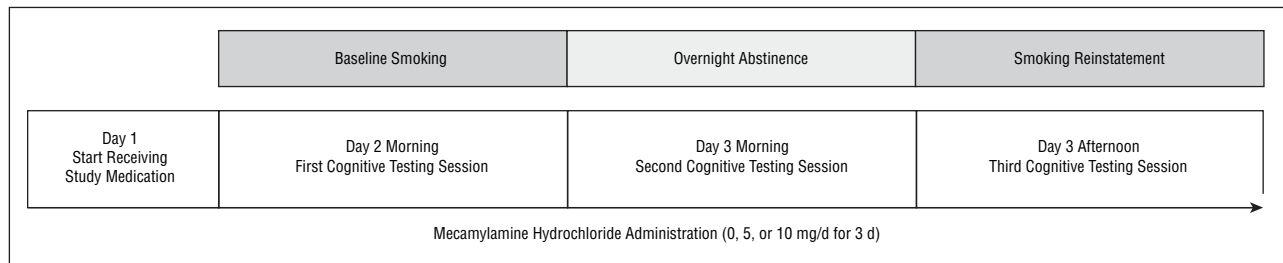 Baseline Smoking
Overnight Abstinence
Smoking Reinstatement
Day 1
Start Receiving
Study Medication
Day 2 Morning
First Cognitive Testing Session
Day 3 Morning
Second Cognitive Testing Session
Day 3 Afternoon
Third Cognitive Testing Session
Mecamylamine Hydrochloride Administration (0, 5, or 10 mg/d for 3 d)